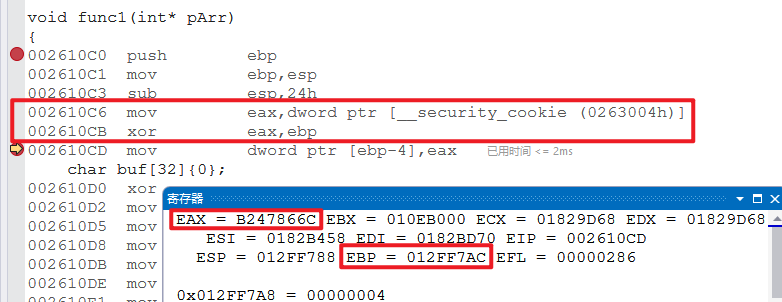 void func1(int* pArr)
{
002610C0 push ebp
002610C1 mov ebp,esp
002610C3 sub esp,24h
002610C6 mov eax,dword ptr [__security_cookie (0263004h)]
002610CB xor eax,ebp
002610CD mov dword ptr [ebp-4],eax 已用时间 <= 2ms
char buf[32]{0};
002610D0 xor
002610D2 mov
002610D5 mov
002610D8 mov
002610DB mov
002610DE mov
002610E1 mov
寄存器
EAX = B247866C EBX = 010EB000 ECX = 01829D68 EDX = 01829D68
ESI = 0182B458 EDI = 0182BD70 EIP = 002610CD
ESP = 012FF788 EBP = 012FF7AC EFL = 00000286
0x012FF7A8 = 00000004